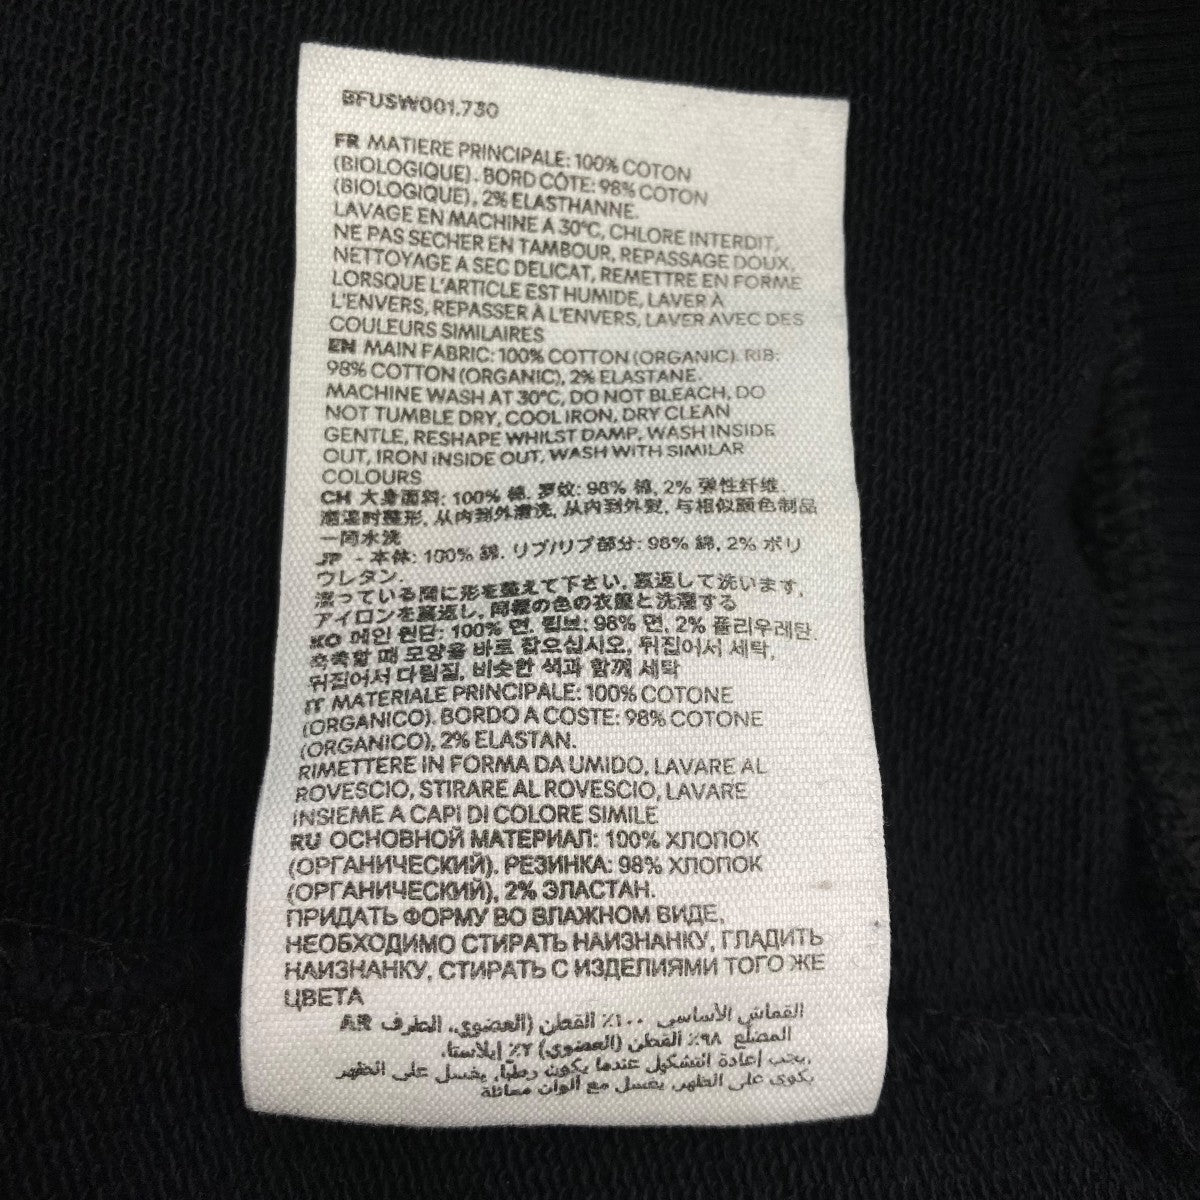 BFUSW001.730
FR MATIERE PRINCIPALE: 100% COTON
(BIOLOGIQUE). BORD CÔTE: 98% COTON
(BIOLOGIQUE), 2% ELASTHANNE.
LAVAGE EN MACHINE A 30°C, CHLORE INTERDIT,
NE PAS SECHER EN TAMBOUR, REPASSAGE DOUX,
NETTOYAGE A SEC DELICAT, REMETTRE EN FORME
LORSQUE L'ARTICLE EST HUMIDE, LAVER À
L'ENVERS, REPASSER À L'ENVERS, LAVER AVEC DES
COULEURS SIMILAIRES
EN MAIN FABRIC: 100% COTTON (ORGANIC). RIB:
98% COTTON (ORGANIC), 2% ELASTANE.
MACHINE WASH AT 30°C, DO NOT BLEACH, DO
NOT TUMBLE DRY, COOL IRON, DRY CLEAN
GENTLE, RESHAPE WHILST DAMP, WASH INSIDE
OUT, IRON INSIDE OUT, WASH WITH SIMILAR
COLOURS
CH 大身面料: 100% 棉. 罗纹: 98% 棉, 2% 弹性纤维.
潮湿时整形, 从内到外清洗, 从内到外熨, 与相似颜色制品
一同水洗
JP - 本体: 100% 綿. リブ/リブ部分: 98% 綿, 2% ポリ
ウレタン.
湿っている間に形を整えて下さい, 裏返して洗います,
アイロンを裏返し, 同様の色の衣服と洗濯する
KO 메인 원단: 100% 면. 립브: 98% 면, 2% 폴리우레탄.
축축할 때 모양을 바로 잡으십시오, 뒤집어서 세탁,
뒤집어서 다림질, 비슷한 색과 함께 세탁
IT MATERIALE PRINCIPALE: 100% COTONE
(ORGANICO). BORDO A COSTE: 98% COTONE
(ORGANICO), 2% ELASTAN.
RIMETTERE IN FORMA DA UMIDO, LAVARE AL
ROVESCIO, STIRARE AL ROVESCIO, LAVARE
INSIEME A CAPI DI COLORE SIMILE
RU ОСНОВНОЙ МАТЕРИАЛ: 100% ХЛОПОК
(ОРГАНИЧЕСКИЙ). РЕЗИНКА: 98% ХЛОПОК
(ОРГАНИЧЕСКИЙ), 2% ЭЛАСТАН.
ПРИДАТЬ ФОРМУ ВО ВЛАЖНОМ ВИДЕ,
НЕОБХОДИМО СТИРАТЬ НАИЗНАНКУ, ГЛАДИТЬ
НАИЗНАНКУ, СТИРАТЬ С ИЗДЕЛИЯМИ ТОГО ЖЕ
ЦВЕТА
AR القماش الأساسي ١٠٠٪ القطن (العضوي. الطرف
المضلع ٩٨٪ القطن (العضوي) ٢٪ إيلاستا.
يجب إعادة التشكيل عندما يكون رطبًا, يغسل على الظهر,
يكوى على الظهر, يغسل مع ألوان مماثلة